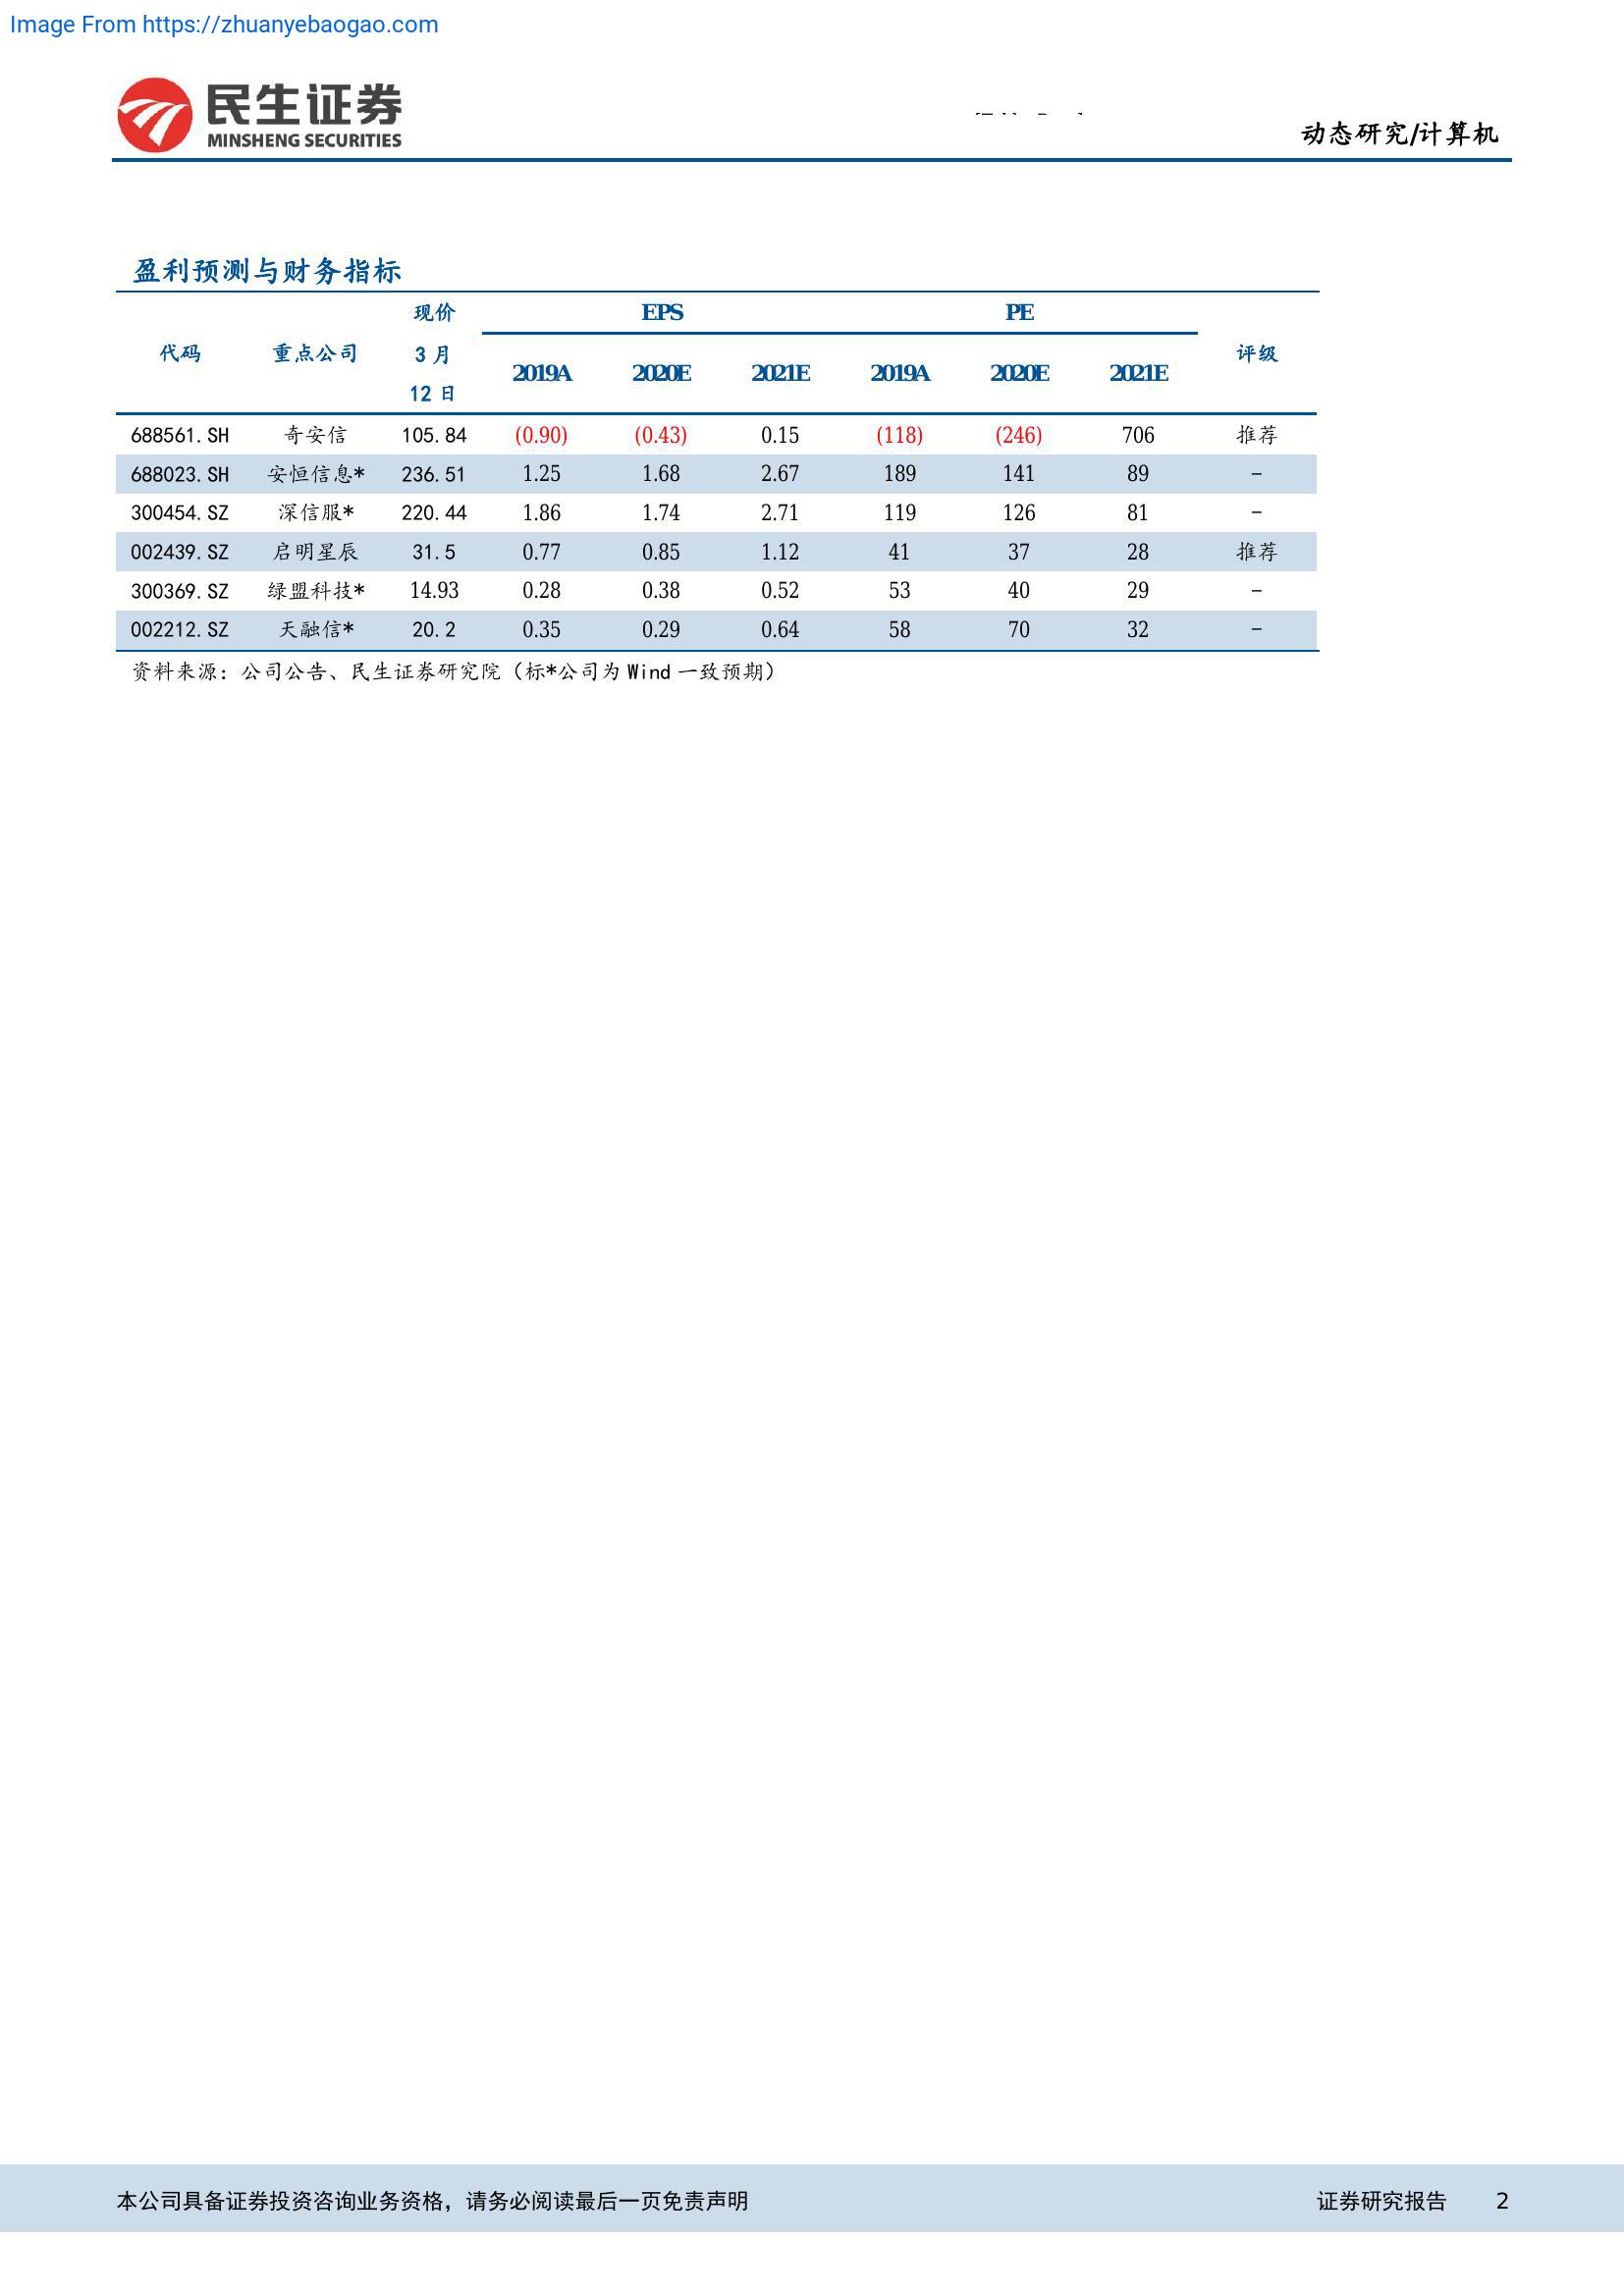 Image From https://zhuanyebaogao.com
民生证券
MINSHENG SECURITIES
动态研究/计算机
盈利预测与财务指标
代码 重点公司 现价 3月 12日 EPS PE 评级
2019A 2020E 2021E 2019A 2020E 2021E
688561.SH 奇安信 105.84 (0.90) (0.43) 0.15 (118) (246) 706 推荐
688023.SH 安恒信息* 236.51 1.25 1.68 2.67 189 141 89 -
300454.SZ 深信服* 220.44 1.86 1.74 2.71 119 126 81 -
002439.SZ 启明星辰 31.5 0.77 0.85 1.12 41 37 28 推荐
300369.SZ 绿盟科技* 14.93 0.28 0.38 0.52 53 40 29 -
002212.SZ 天融信* 20.2 0.35 0.29 0.64 58 70 32 -
资料来源：公司公告、民生证券研究院（标*公司为 Wind 一致预期）
本公司具备证券投资咨询业务资格，请务必阅读最后一页免责声明 证券研究报告 2